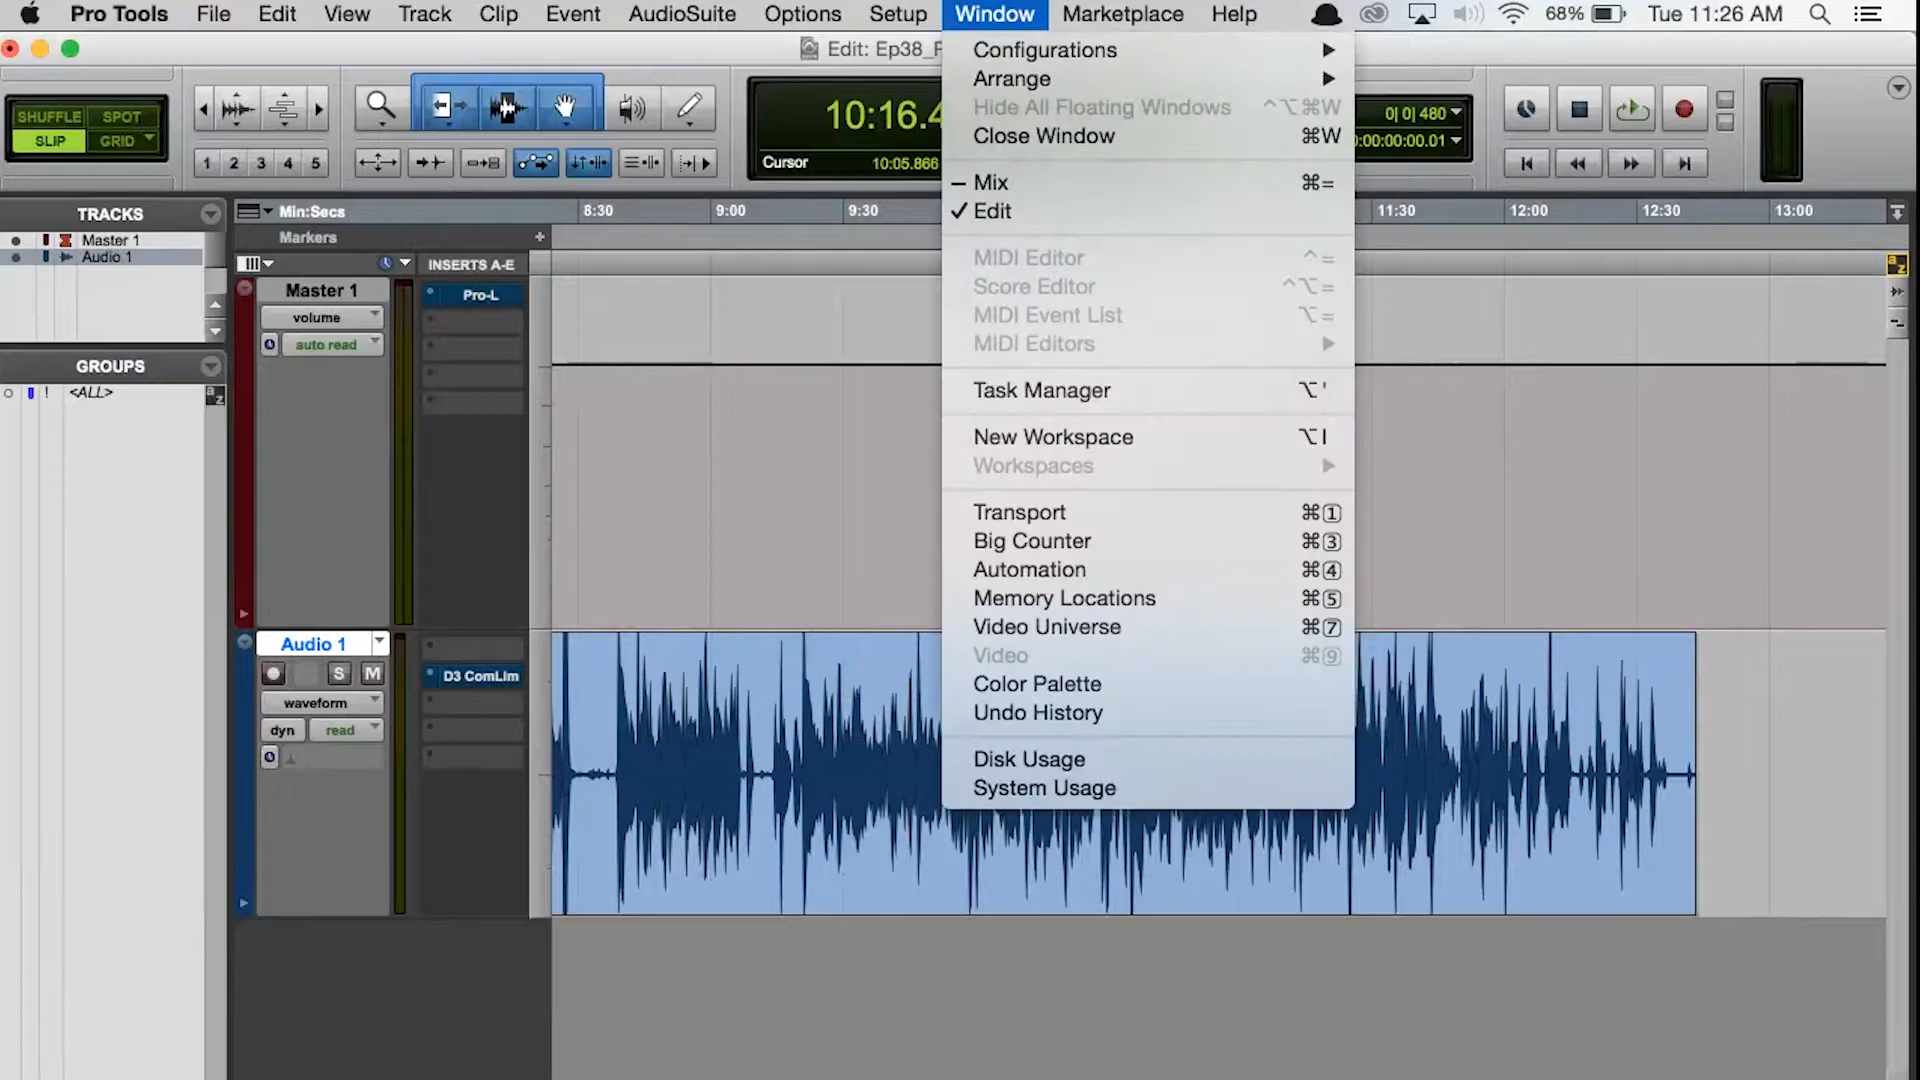 Pro Tools File Edit View Track Clip Event AudioSuite Options Setup Window Marketplace Help 68% Tue 11:26 AM
Edit: Ep38_
SHUFFLE SPOT
SLIP GRID
1 2 3 4 5
10:16.4
Cursor 10:05.866
0| 0| 480
:00:00:00.01
Configurations
Arrange
Hide All Floating Windows ⌃⌥⌘W
Close Window ⌘W
– Mix ⌘=
✓ Edit
MIDI Editor ⌃=
Score Editor ⌃⌥=
MIDI Event List ⌥=
MIDI Editors
Task Manager ⌥'
New Workspace ⌥I
Workspaces
Transport ⌘1
Big Counter ⌘3
Automation ⌘4
Memory Locations ⌘5
Video Universe ⌘7
Video ⌘9
Color Palette
Undo History
Disk Usage
System Usage
TRACKS
Master 1
Audio 1
GROUPS
! <ALL>
a z
Min:Secs 8:30 9:00 9:30 11:30 12:00 12:30 13:00
Markers
INSERTS A-E
a z
Master 1
volume
auto read
Pro-L
Audio 1
S M
waveform
dyn read
D3 ComLim